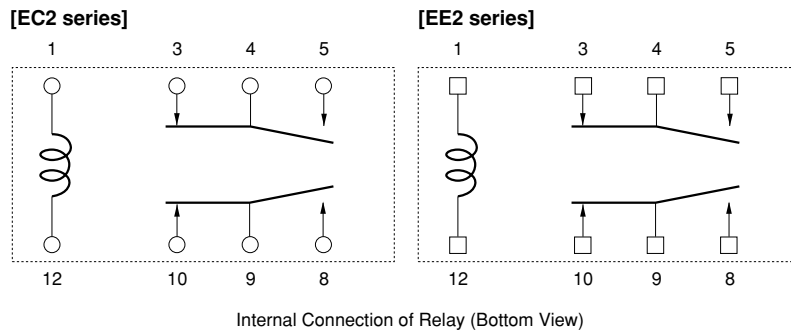 [EC2 series] [EE2 series]
1 3 4 5 1 3 4 5
12 10 9 8 12 10 9 8
Internal Connection of Relay (Bottom View)